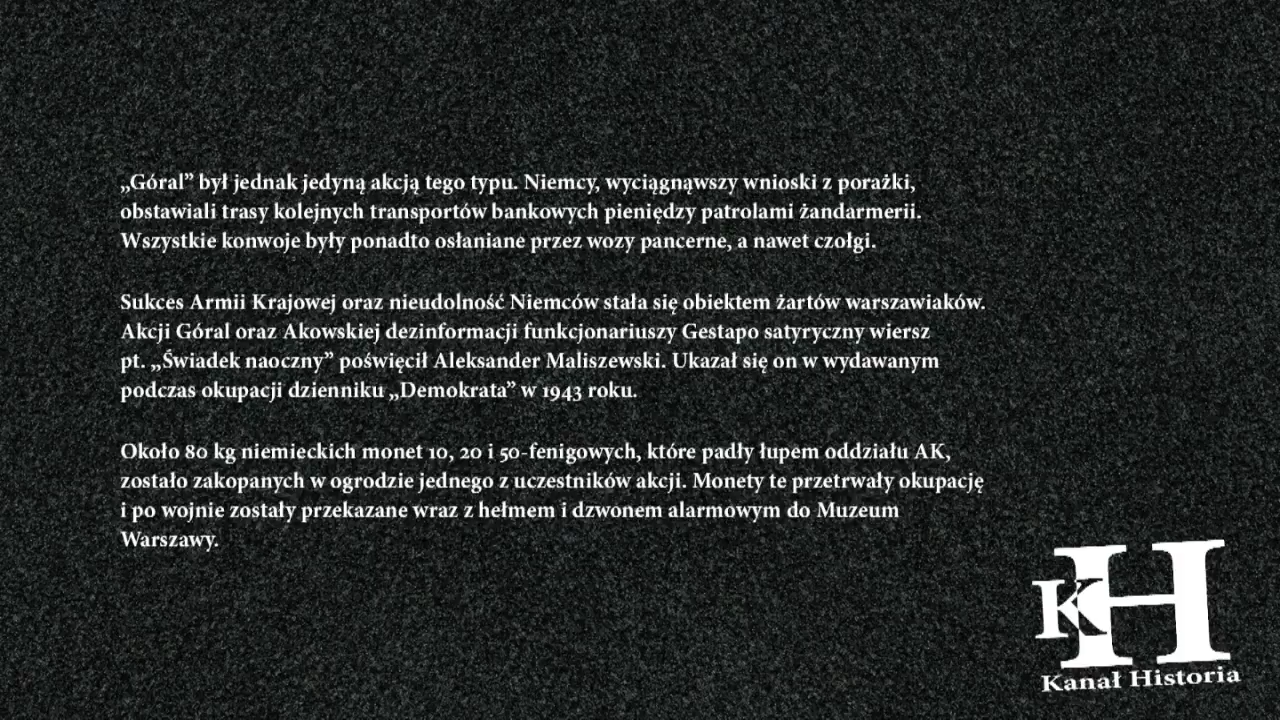 „Góral” był jednak jedyną akcją tego typu. Niemcy, wyciągnąwszy wnioski z porażki,
obstawiali trasy kolejnych transportów bankowych pieniędzy patrolami żandarmerii.
Wszystkie konwoje były ponadto osłaniane przez wozy pancerne, a nawet czołgi.
Sukces Armii Krajowej oraz nieudolność Niemców stała się obiektem żartów warszawiaków.
Akcji Góral oraz Akowskiej dezinformacji funkcjonariuszy Gestapo satyryczny wiersz
pt. „Świadek naoczny” poświęcił Aleksander Maliszewski. Ukazał się on w wydawanym
podczas okupacji dzienniku „Demokrata” w 1943 roku.
Około 80 kg niemieckich monet 10, 20 i 50-fenigowych, które padły łupem oddziału AK,
zostało zakopanych w ogrodzie jednego z uczestników akcji. Monety te przetrwały okupację
i po wojnie zostały przekazane wraz z hełmem i dzwonem alarmowym do Muzeum
Warszawy.
KH
Kanał Historia